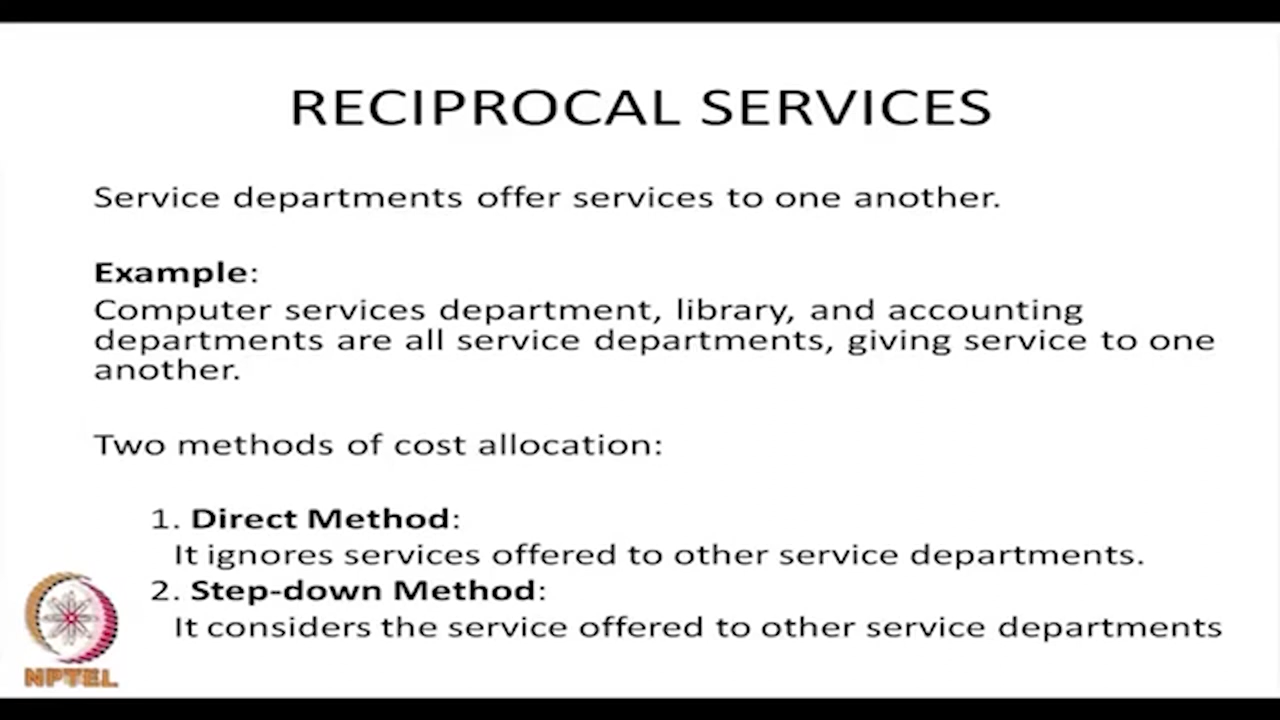 RECIPROCAL SERVICES
Service departments offer services to one another.
Example:
Computer services department, library, and accounting
departments are all service departments, giving service to one
another.
Two methods of cost allocation:
1. Direct Method:
It ignores services offered to other service departments.
2. Step-down Method:
It considers the service offered to other service departments
NPTEL